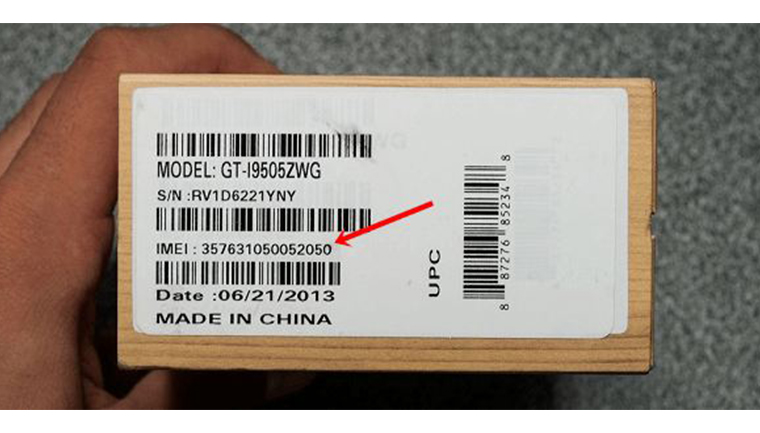 MODEL: GT-I9505ZWG
S/N :RV1D6221YNY
IMEI : 357631050052050
Date :06/21/2013
MADE IN CHINA
UPC
8 87276 85234 8